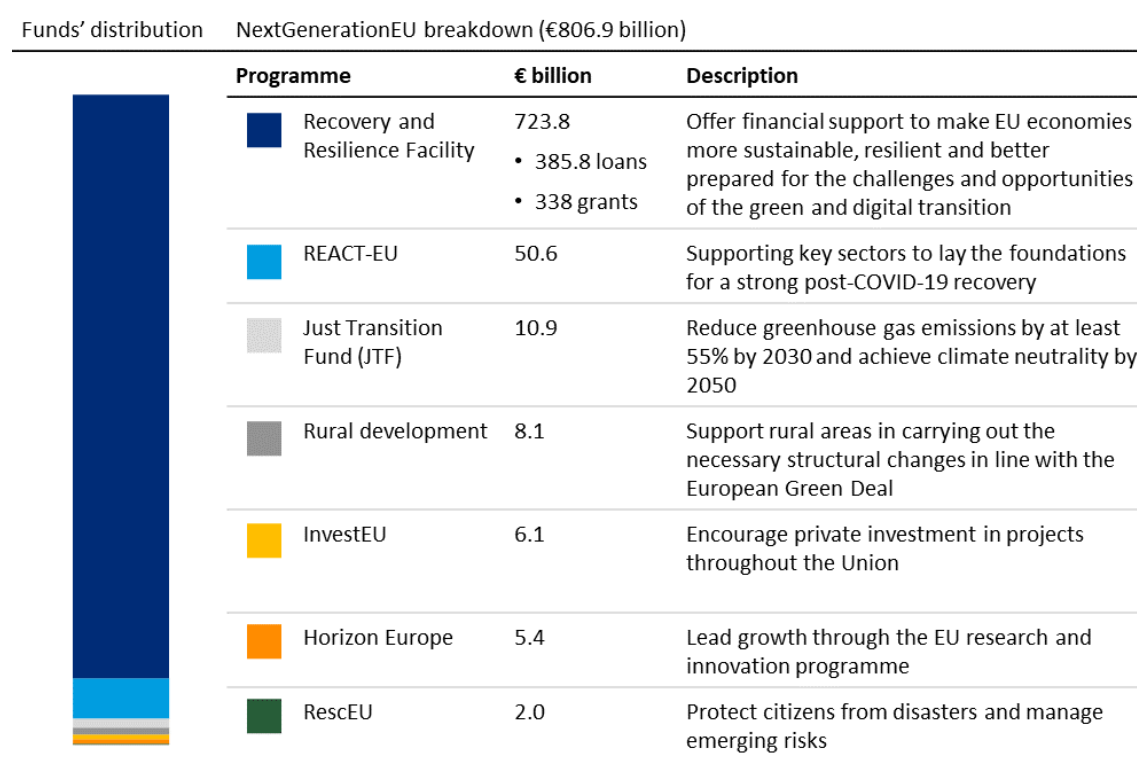 Funds’ distribution
NextGenerationEU breakdown (€806.9 billion)
Programme
€ billion
Description
Recovery and
Resilience Facility
723.8
• 385.8 loans
• 338 grants
Offer financial support to make EU economies
more sustainable, resilient and better
prepared for the challenges and opportunities
of the green and digital transition
REACT-EU
50.6
Supporting key sectors to lay the foundations
for a strong post-COVID-19 recovery
Just Transition
Fund (JTF)
10.9
Reduce greenhouse gas emissions by at least
55% by 2030 and achieve climate neutrality by
2050
Rural development
8.1
Support rural areas in carrying out the
necessary structural changes in line with the
European Green Deal
InvestEU
6.1
Encourage private investment in projects
throughout the Union
Horizon Europe
5.4
Lead growth through the EU research and
innovation programme
RescEU
2.0
Protect citizens from disasters and manage
emerging risks